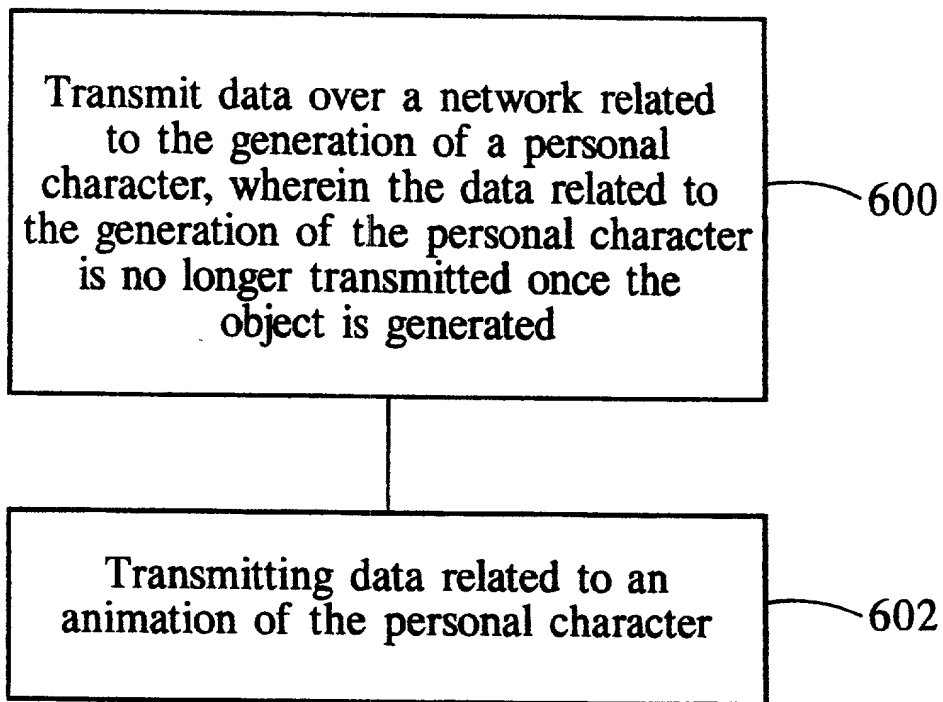 Transmit data over a network related
to the generation of a personal
character, wherein the data related to
the generation of the personal character
is no longer transmitted once the
object is generated
600
Transmitting data related to an
animation of the personal character
602